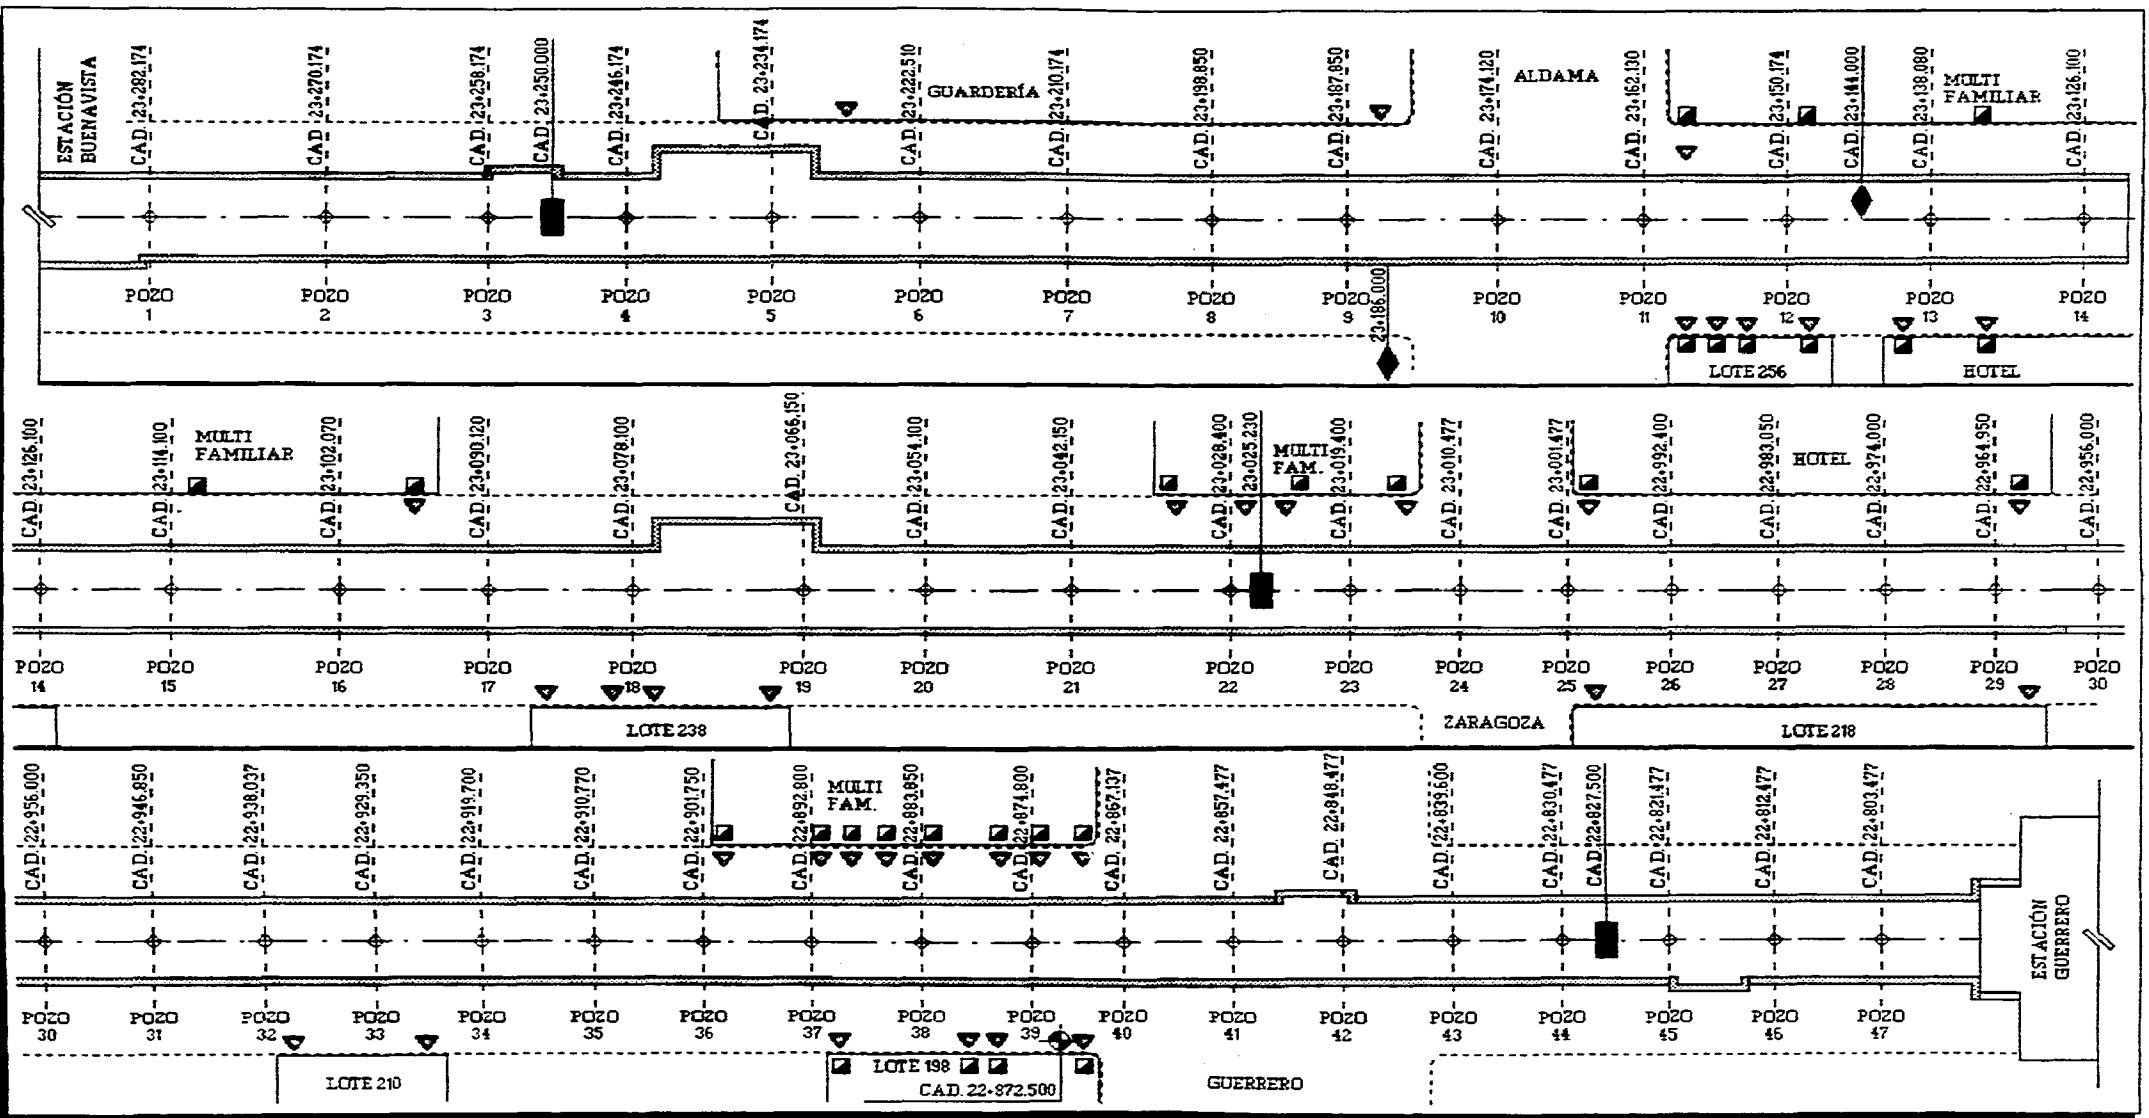 ESTACIÓN
BUENAVISTA
CAD. 23+282.174
CAD. 23+270.174
CAD. 23+258.174
CAD. 23+250.000
CAD. 23+246.174
CAD. 23+234.174
CAD. 23+222.510
GUARDERÍA
CAD. 23+210.174
CAD. 23+198.850
CAD. 23+187.850
CAD. 23+174.120
ALDAMA
CAD. 23+162.130
CAD. 23+150.174
CAD. 23+144.000
CAD. 23+138.080
MULTI
FAMILIAR
CAD. 23+126.100
POZO
1
POZO
2
POZO
3
POZO
4
POZO
5
POZO
6
POZO
7
POZO
8
POZO
9
23+186.000
POZO
10
POZO
11
POZO
12
POZO
13
POZO
14
LOTE 256
HOTEL
CAD. 23+126.100
CAD. 23+114.100
MULTI
FAMILIAR
CAD. 23+102.070
CAD. 23+090.120
CAD. 23+078.100
CAD. 23+066.150
CAD. 23+054.100
CAD. 23+042.150
CAD. 23+028.400
CAD. 23+025.230
MULTI
FAM.
CAD. 23+019.400
CAD. 23+010.477
CAD. 23+001.477
CAD. 22+992.400
CAD. 22+983.050
HOTEL
CAD. 22+974.000
CAD. 22+964.950
CAD. 22+956.000
POZO
14
POZO
15
POZO
16
POZO
17
POZO
18
POZO
19
POZO
20
POZO
21
POZO
22
POZO
23
POZO
24
POZO
25
POZO
26
POZO
27
POZO
28
POZO
29
POZO
30
LOTE 238
ZARAGOZA
LOTE 218
CAD. 22+956.000
CAD. 22+946.850
CAD. 22+938.037
CAD. 22+929.350
CAD. 22+919.700
CAD. 22+910.770
CAD. 22+901.750
CAD. 22+892.800
MULTI
FAM.
CAD. 22+883.850
CAD. 22+874.800
CAD. 22+867.137
CAD. 22+857.477
CAD. 22+848.477
CAD. 22+839.600
CAD. 22+830.477
CAD. 22+827.500
CAD. 22+821.477
CAD. 22+812.477
CAD. 22+803.477
ESTACIÓN
GUERRERO
POZO
30
POZO
31
POZO
32
POZO
33
POZO
34
POZO
35
POZO
36
POZO
37
POZO
38
POZO
39
POZO
40
POZO
41
POZO
42
POZO
43
POZO
44
POZO
45
POZO
46
POZO
47
LOTE 210
LOTE 198
CAD. 22+872.500
GUERRERO